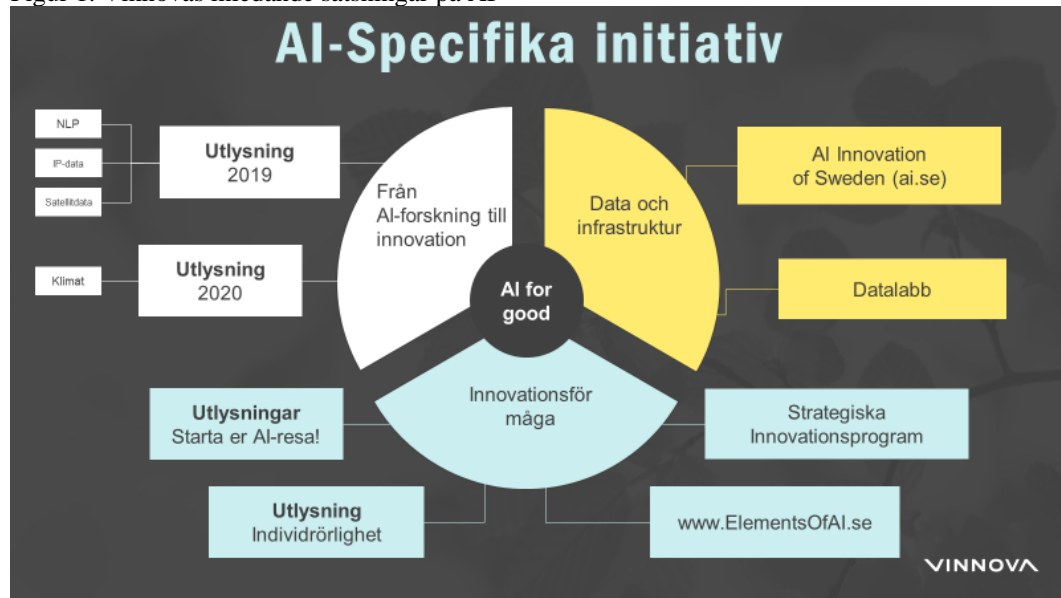 AI-Specifika initiativ
NLP
IP-data
Satellitdata
Utlysning
2019
Från
AI-forskning till
innovation
Klimat
Utlysning
2020
Data och
infrastruktur
AI Innovation
of Sweden (ai.se)
Datalabb
AI for
good
Innovationsför
måga
Utlysningar
Starta er AI-resa!
Utlysning
Individrörlighet
Strategiska
Innovationsprogram
www.ElementsOfAI.se
VINNOVA